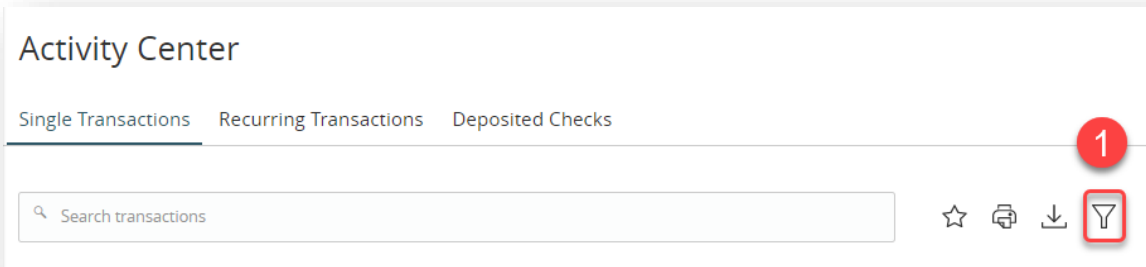 Activity Center
Single Transactions Recurring Transactions Deposited Checks
1
Search transactions